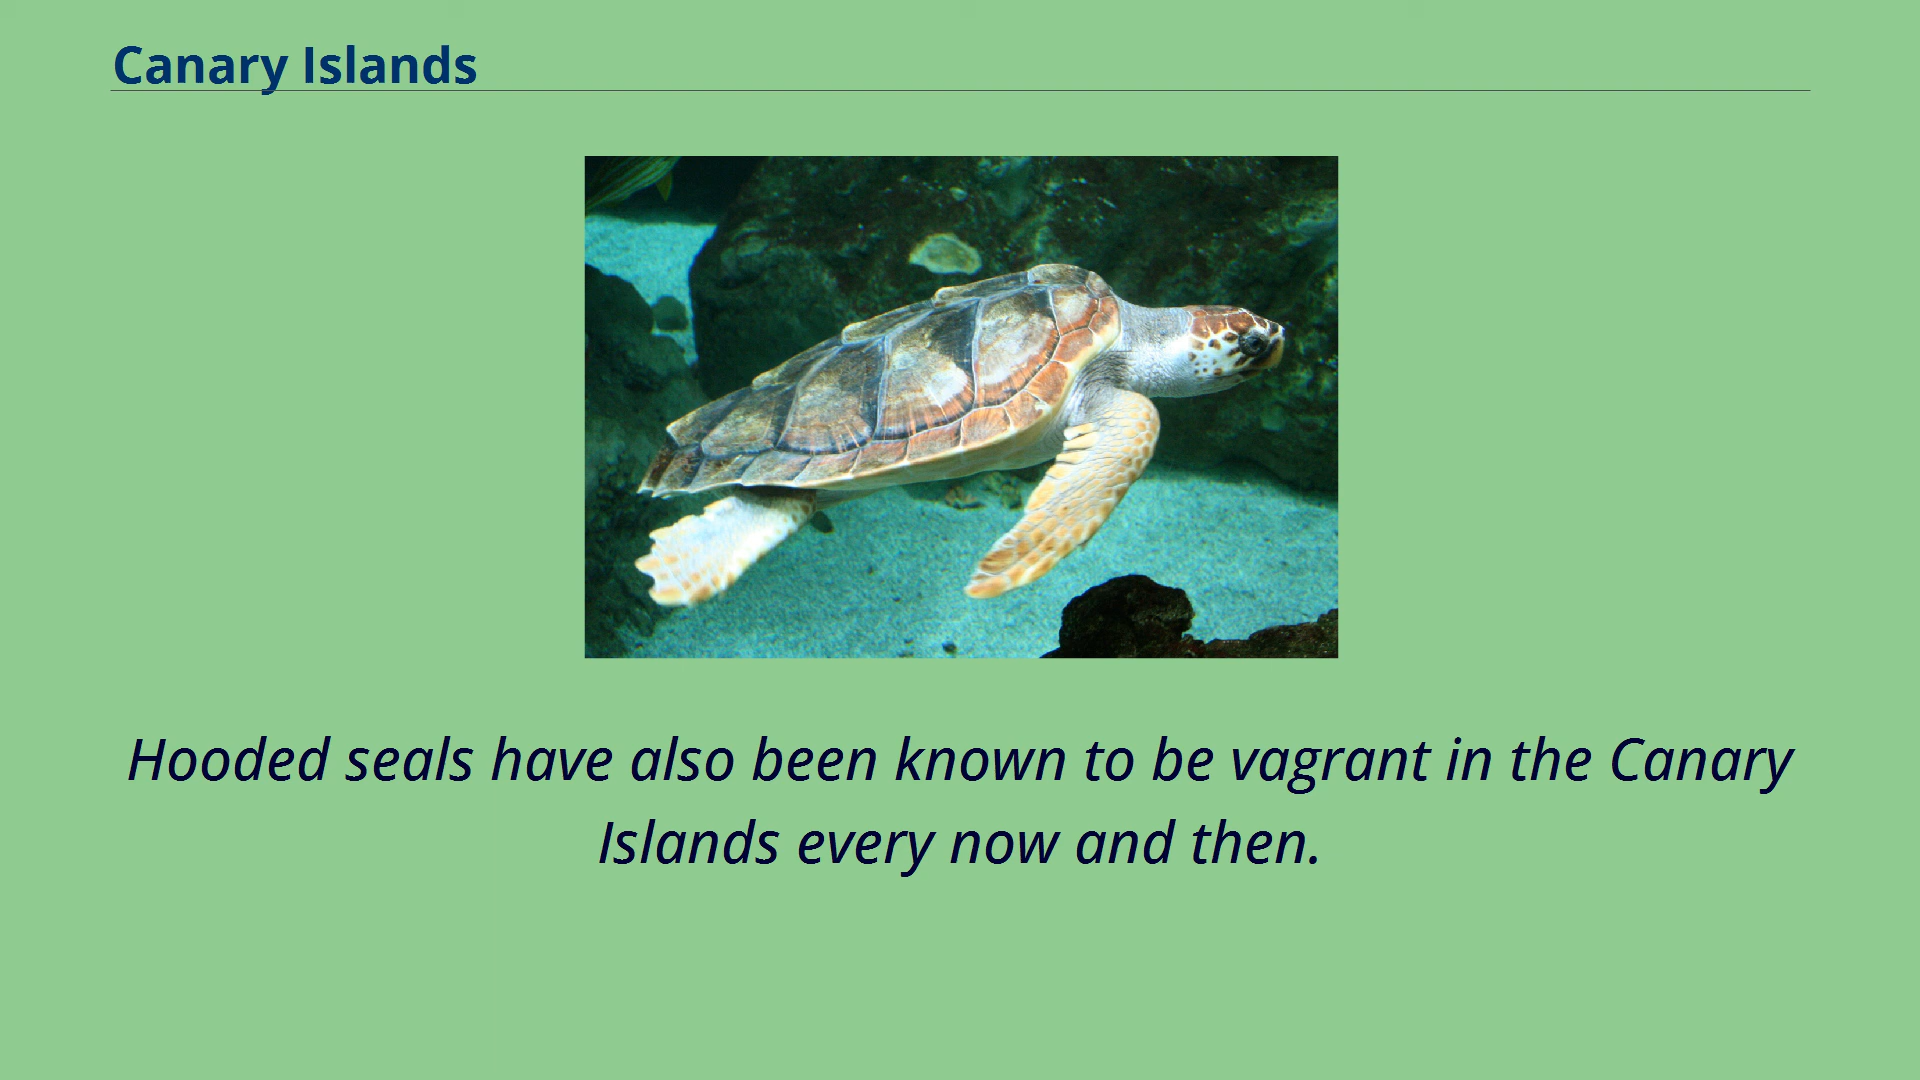 Canary Islands
Hooded seals have also been known to be vagrant in the Canary
Islands every now and then.